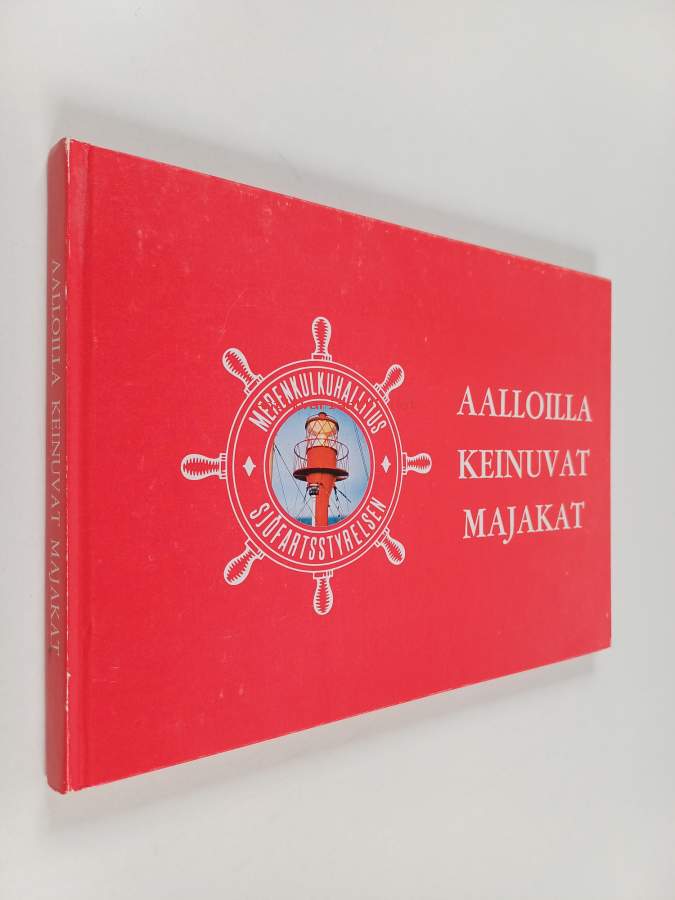 AALLOILLA KEINUVAT MAJAKAT
MERENKULKUHALLITUS
SJÖFARTSSTYRELSEN
AALLOILLA
KEINUVAT
MAJAKAT